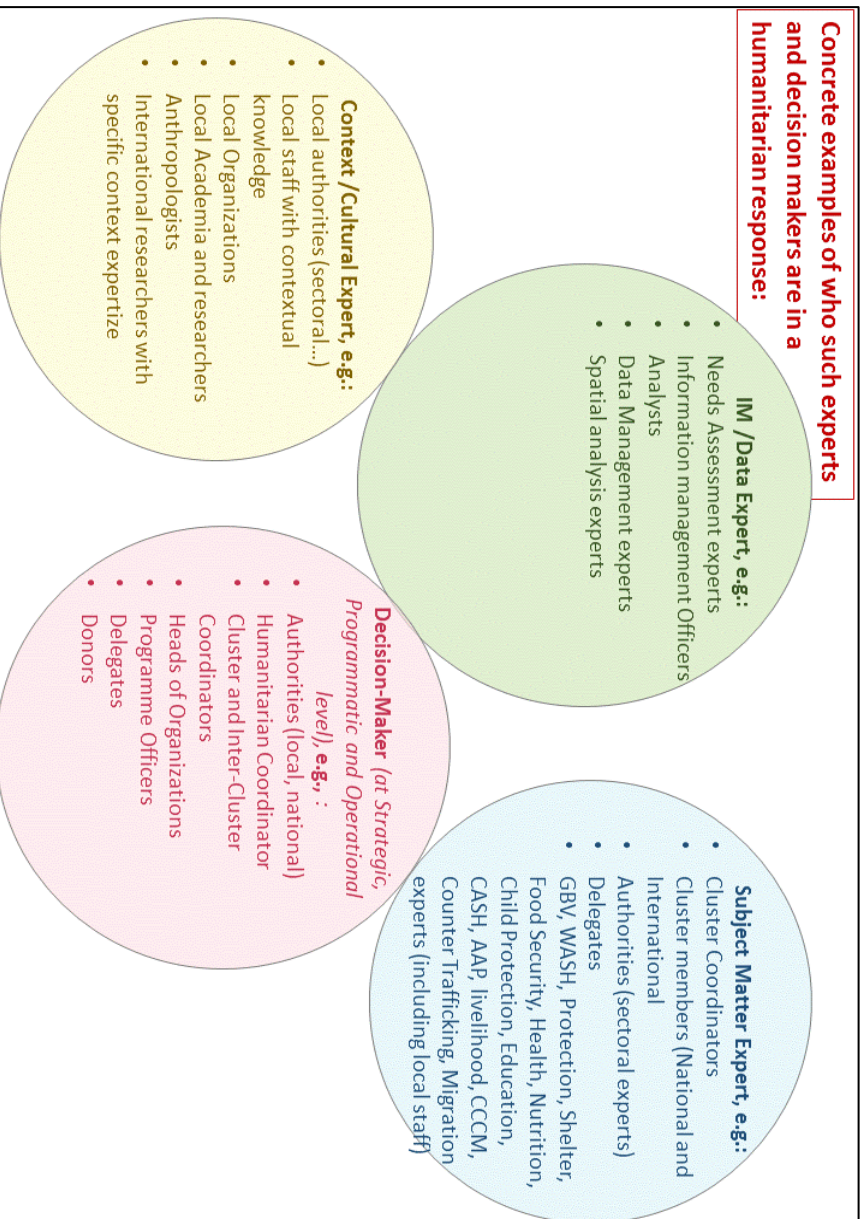 Concrete examples of who such experts
and decision makers are in a
humanitarian response:
Context /Cultural Expert, e.g.:
• Local authorities (sectoral...)
• Local staff with contextual
knowledge
• Local Organizations
• Local Academia and researchers
• Anthropologists
• International researchers with
specific context expertize
IM /Data Expert, e.g.:
• Needs Assessment experts
• Information management Officers
• Analysts
• Data Management experts
• Spatial analysis experts
Decision-Maker (at Strategic,
Programmatic and Operational
level), e.g., :
• Authorities (local, national)
• Humanitarian Coordinator
• Cluster and Inter-Cluster
Coordinators
• Heads of Organizations
• Programme Officers
• Delegates
• Donors
Subject Matter Expert, e.g.:
• Cluster Coordinators
• Cluster members (National and
International
• Authorities (sectoral experts)
• Delegates
• GBV, WASH, Protection, Shelter,
Food Security, Health, Nutrition,
Child Protection, Education,
CASH, AAP, livelihood, CCCM,
Counter Trafficking, Migration
experts (including local staff)